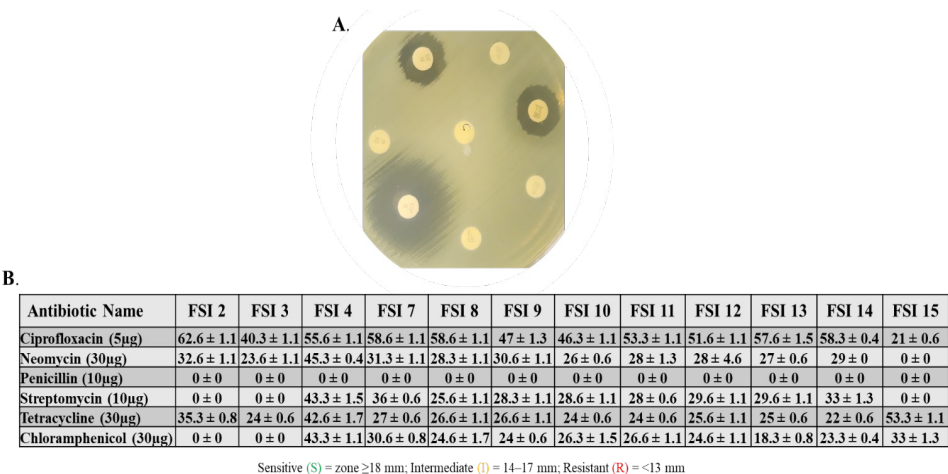 A.
B.
Antibiotic Name FSI 2 FSI 3 FSI 4 FSI 7 FSI 8 FSI 9 FSI 10 FSI 11 FSI 12 FSI 13 FSI 14 FSI 15
Ciprofloxacin (5μg) 62.6 ± 1.1 40.3 ± 1.1 55.6 ± 1.1 58.6 ± 1.1 58.6 ± 1.1 47 ± 1.3 46.3 ± 1.1 53.3 ± 1.1 51.6 ± 1.1 57.6 ± 1.5 58.3 ± 0.4 21 ± 0.6
Neomycin (30μg) 32.6 ± 1.1 23.6 ± 1.1 45.3 ± 0.4 31.3 ± 1.1 28.3 ± 1.1 30.6 ± 1.1 26 ± 0.6 28 ± 1.3 28 ± 4.6 27 ± 0.6 29 ± 0 0 ± 0
Penicillin (10μg) 0 ± 0 0 ± 0 0 ± 0 0 ± 0 0 ± 0 0 ± 0 0 ± 0 0 ± 0 0 ± 0 0 ± 0 0 ± 0 0 ± 0
Streptomycin (10μg) 0 ± 0 0 ± 0 43.3 ± 1.5 36 ± 0.6 25.6 ± 1.1 28.3 ± 1.1 28.6 ± 1.1 28 ± 0.6 29.6 ± 1.1 29.6 ± 1.1 33 ± 1.3 0 ± 0
Tetracycline (30μg) 35.3 ± 0.8 24 ± 0.6 42.6 ± 1.7 27 ± 0.6 26.6 ± 1.1 26.6 ± 1.1 24 ± 0.6 24 ± 0.6 25.6 ± 1.1 25 ± 0.6 22 ± 0.6 53.3 ± 1.1
Chloramphenicol (30μg) 0 ± 0 0 ± 0 43.3 ± 1.1 30.6 ± 0.8 24.6 ± 1.7 24 ± 0.6 26.3 ± 1.5 26.6 ± 1.1 24.6 ± 1.1 18.3 ± 0.8 23.3 ± 0.4 33 ± 1.3
Sensitive (S) = zone ≥18 mm; Intermediate (I) = 14–17 mm; Resistant (R) = <13 mm